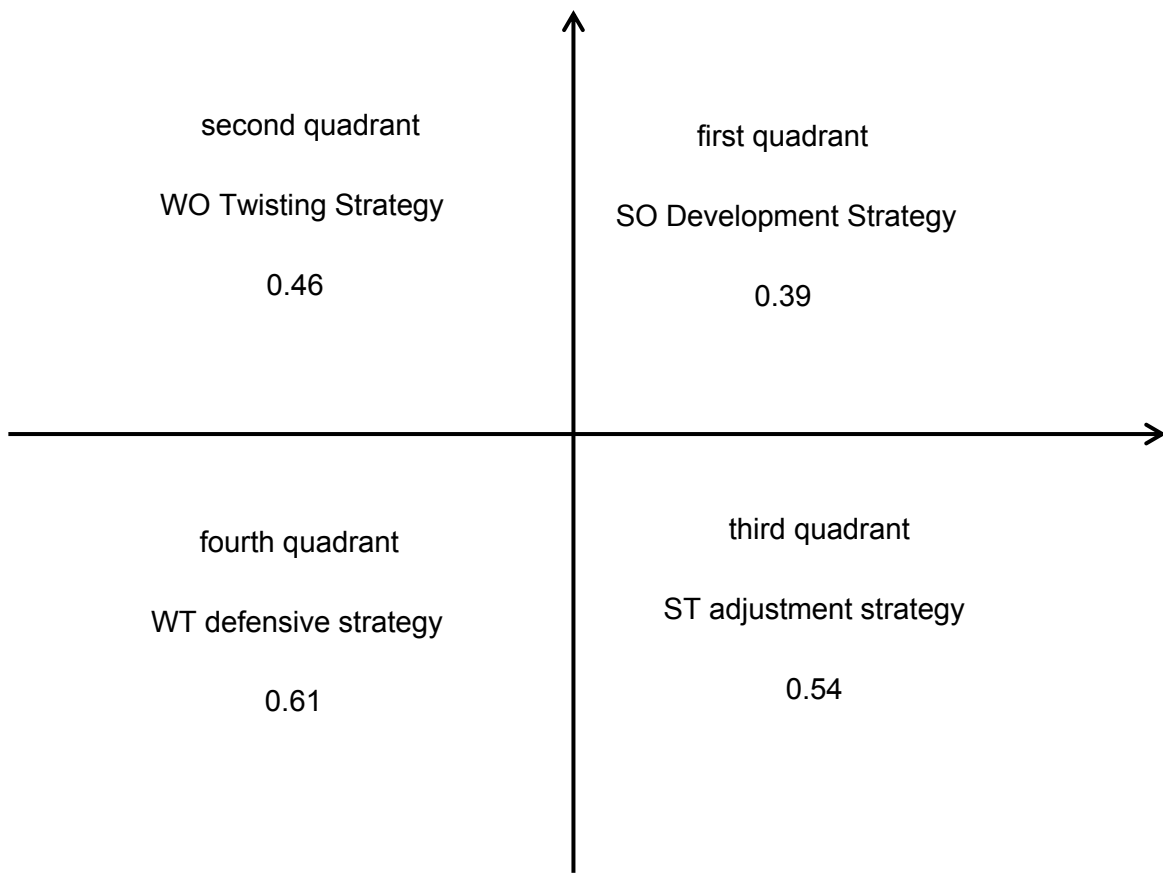 second quadrant
WO Twisting Strategy
0.46
first quadrant
SO Development Strategy
0.39
fourth quadrant
WT defensive strategy
0.61
third quadrant
ST adjustment strategy
0.54